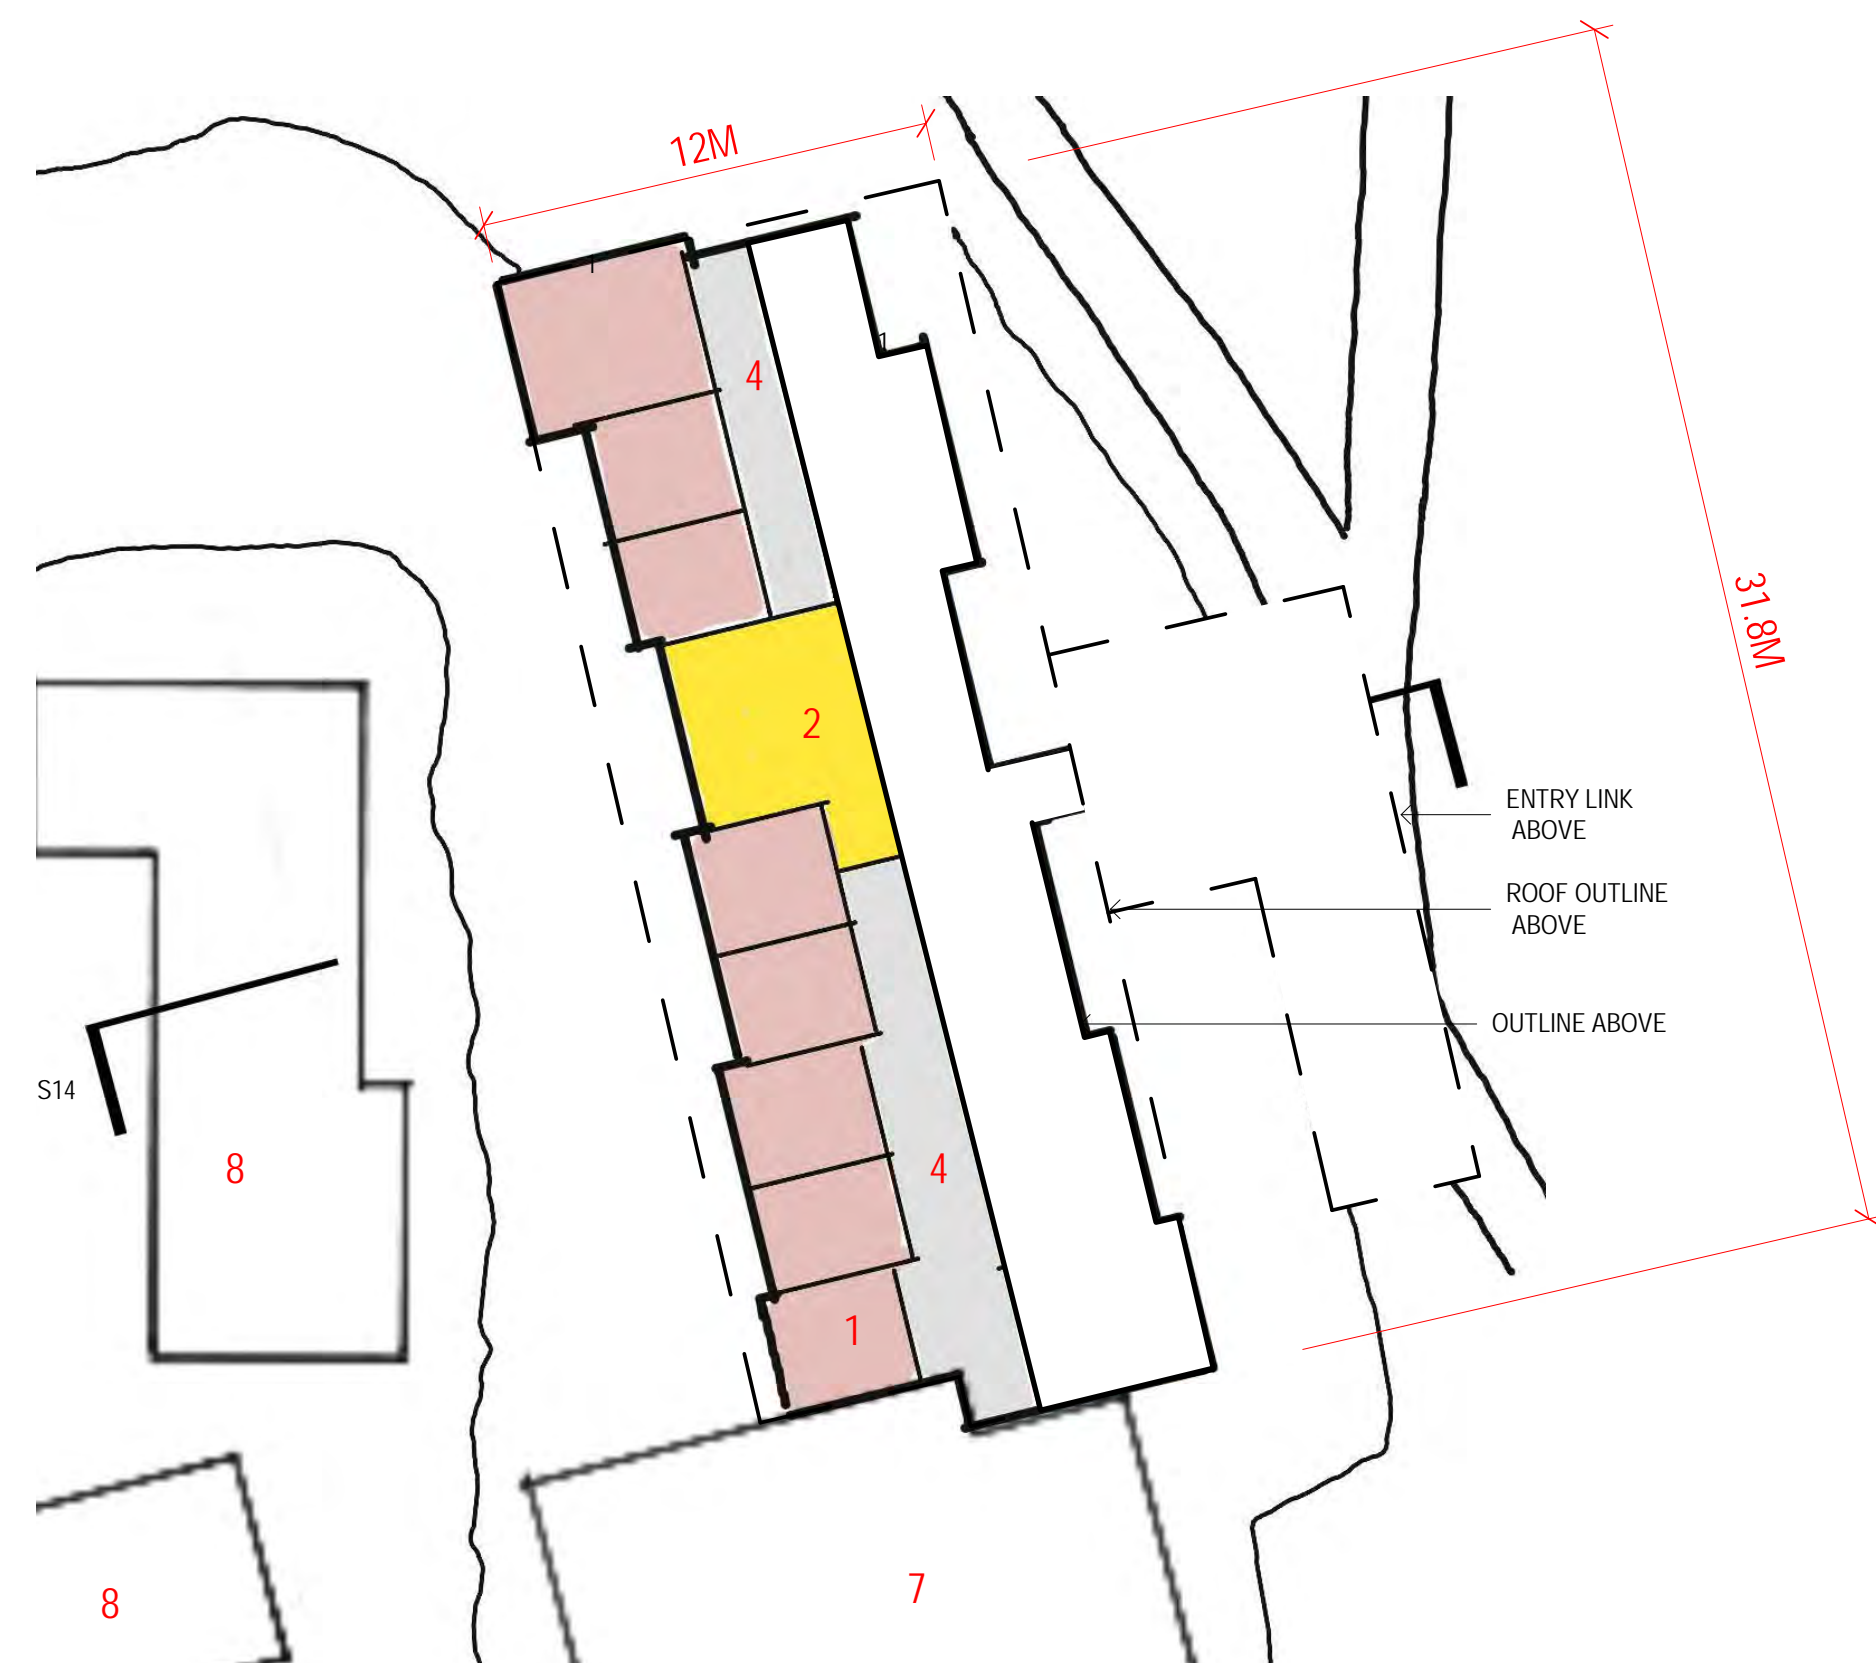 12M
4
31.8M
2
ENTRY LINK
ABOVE
ROOF OUTLINE
ABOVE
OUTLINE ABOVE
S14
8
4
1
8
7